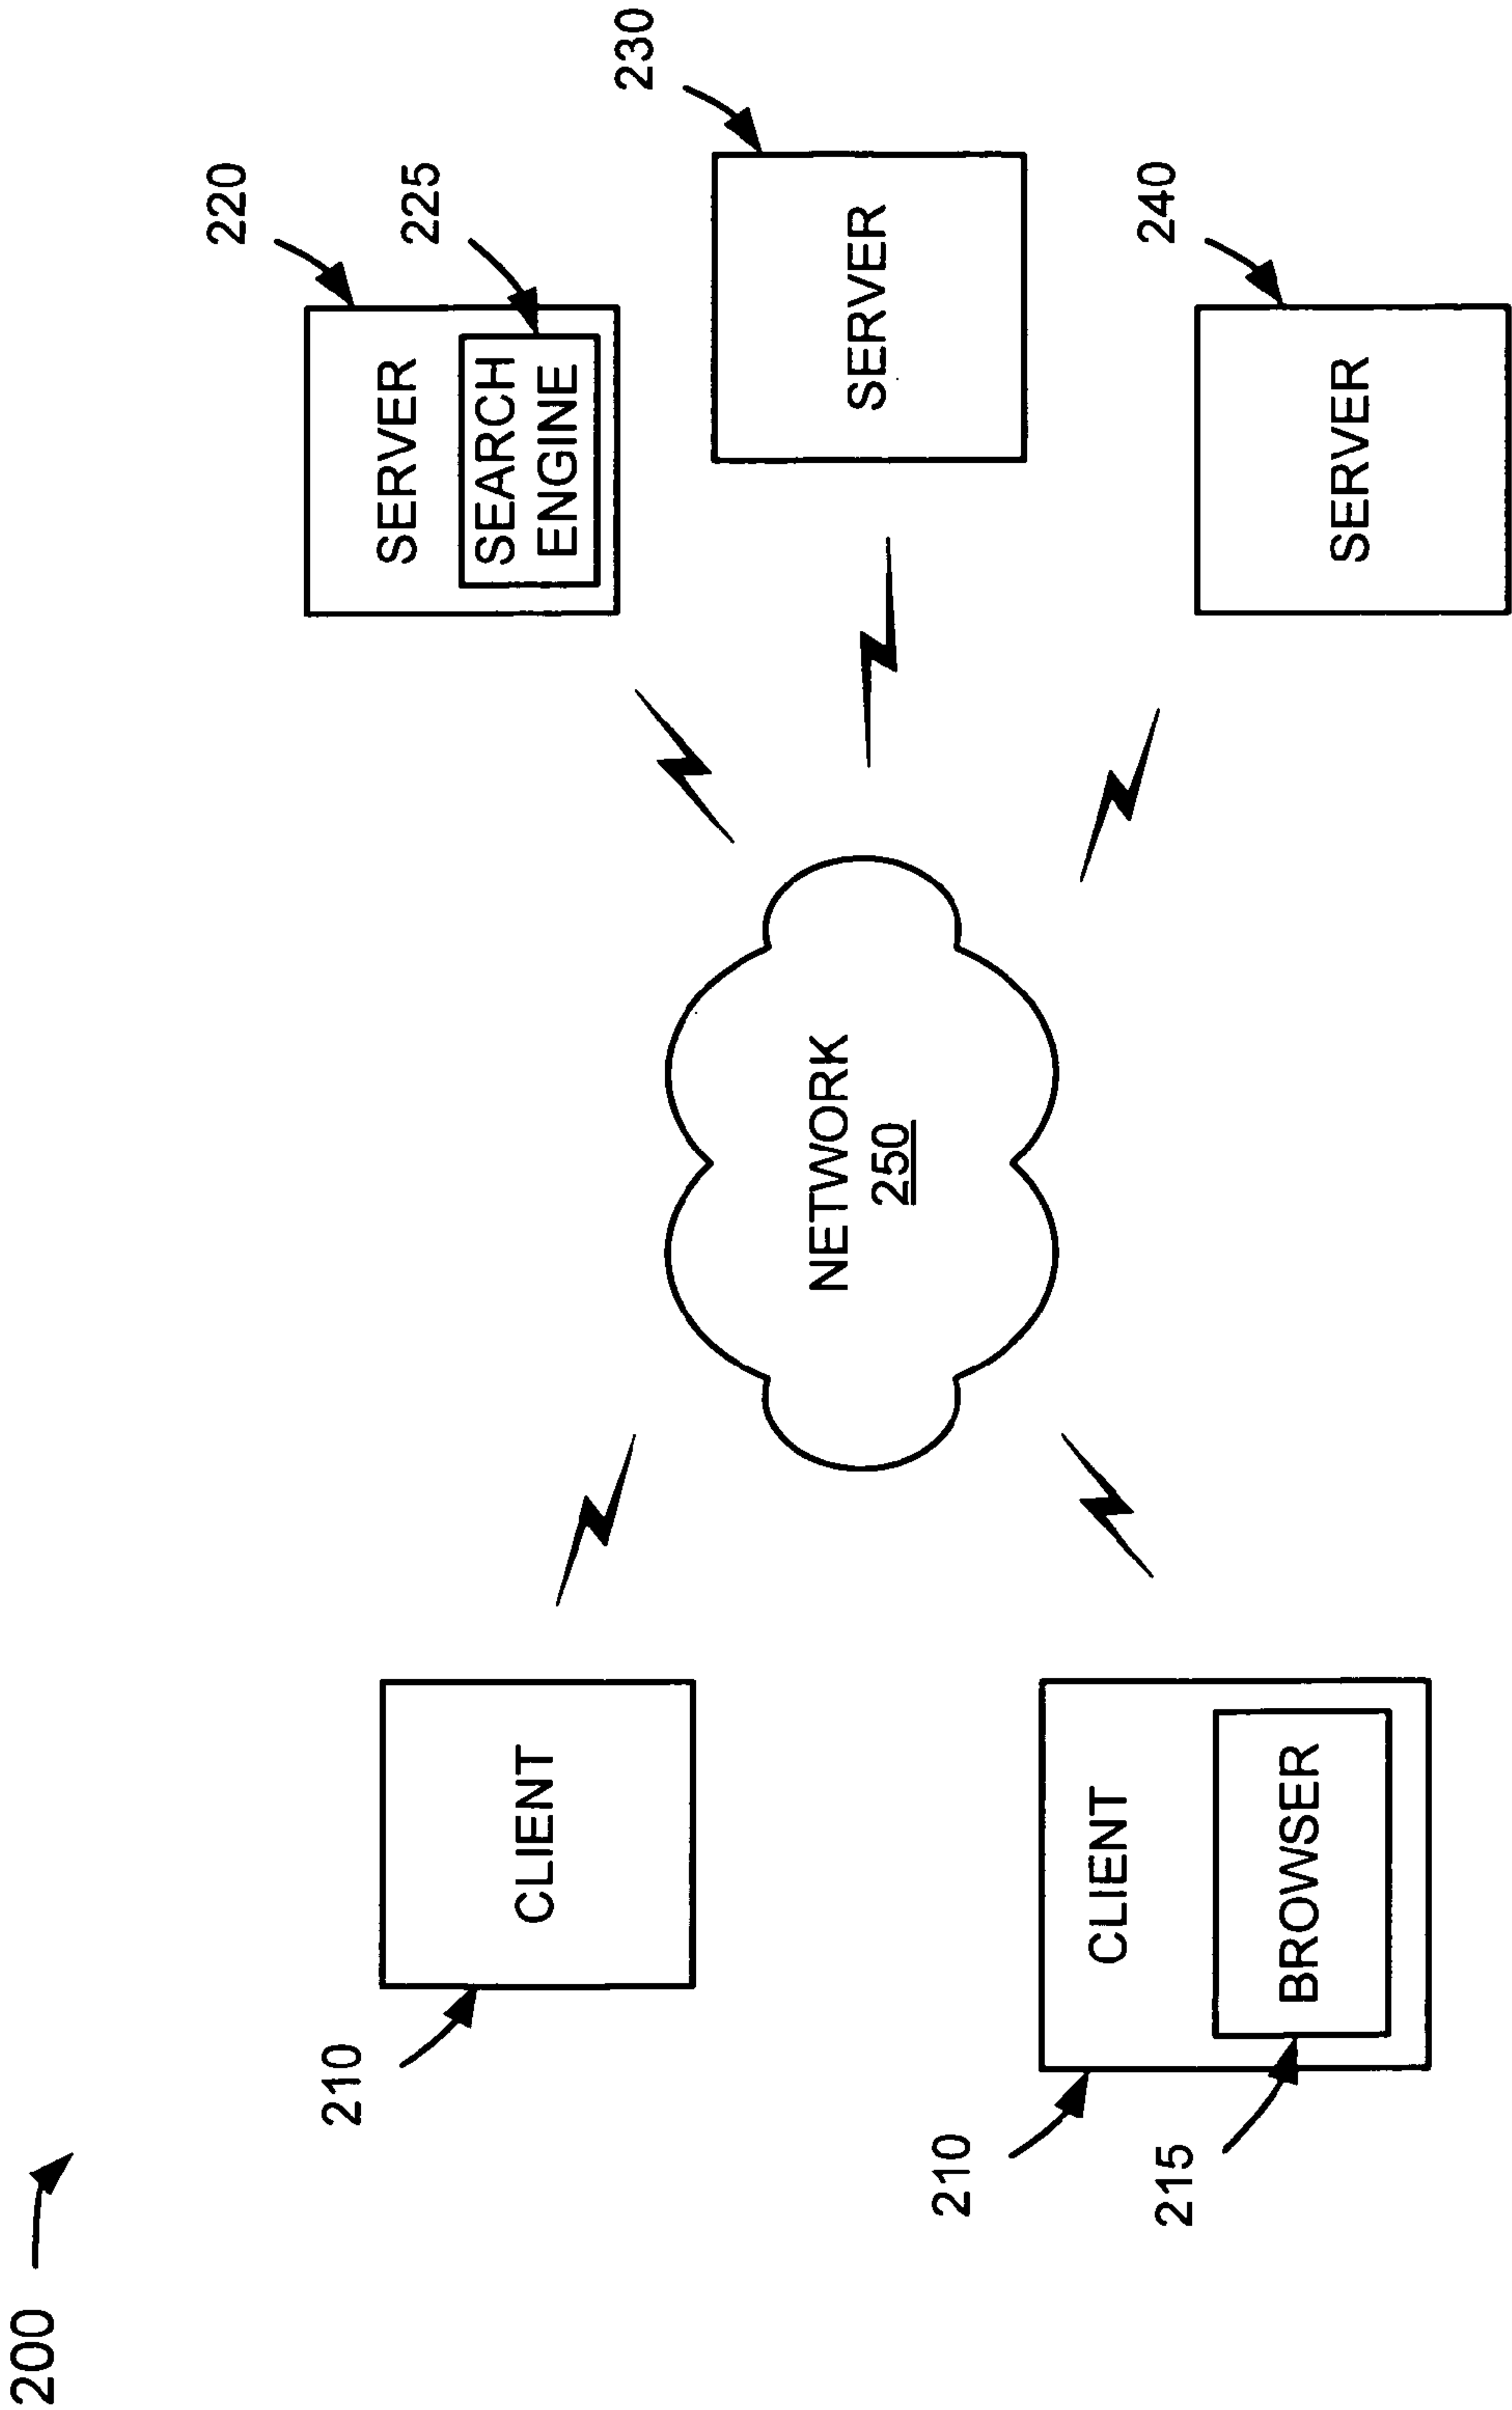 200
210
CLIENT
210
CLIENT
215
BROWSER
NETWORK
250
220
SERVER
225
SEARCH
ENGINE
230
SERVER
240
SERVER